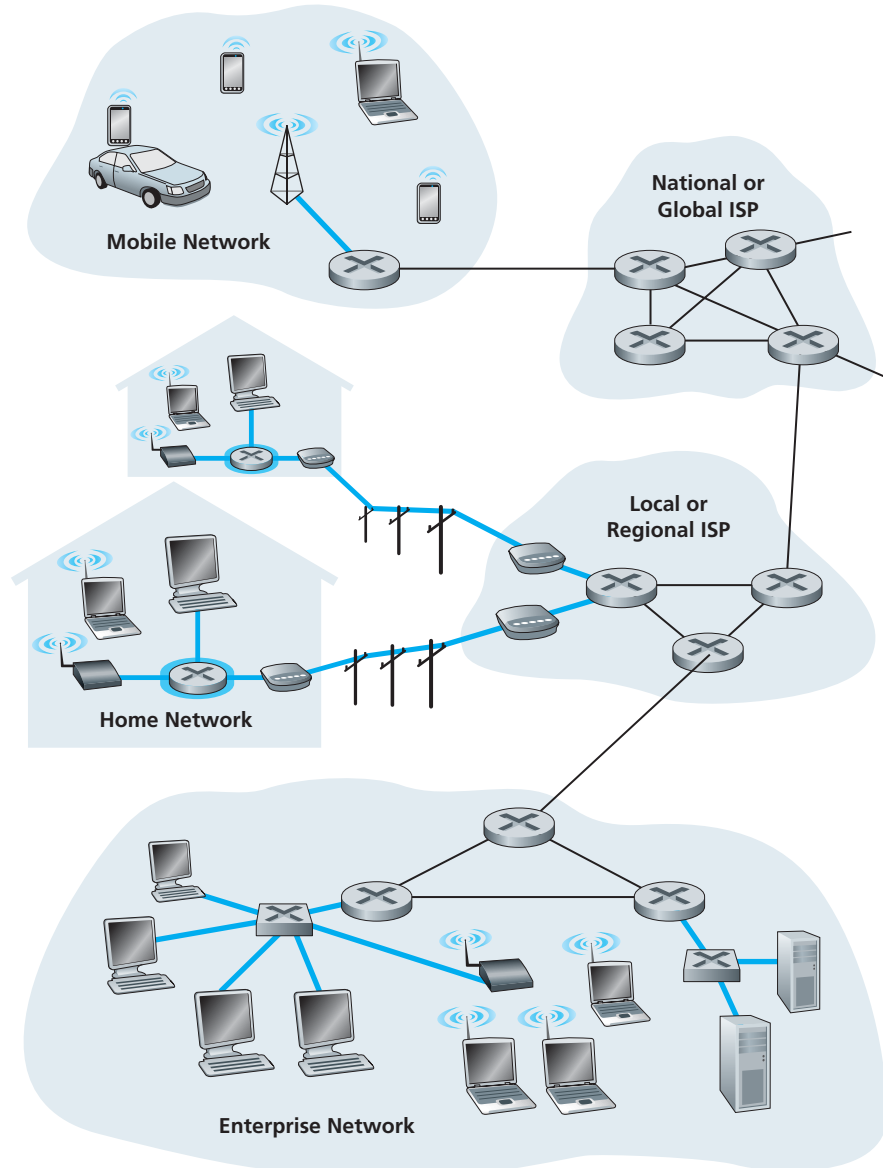 National or
Global ISP
Mobile Network
Local or
Regional ISP
Home Network
Enterprise Network